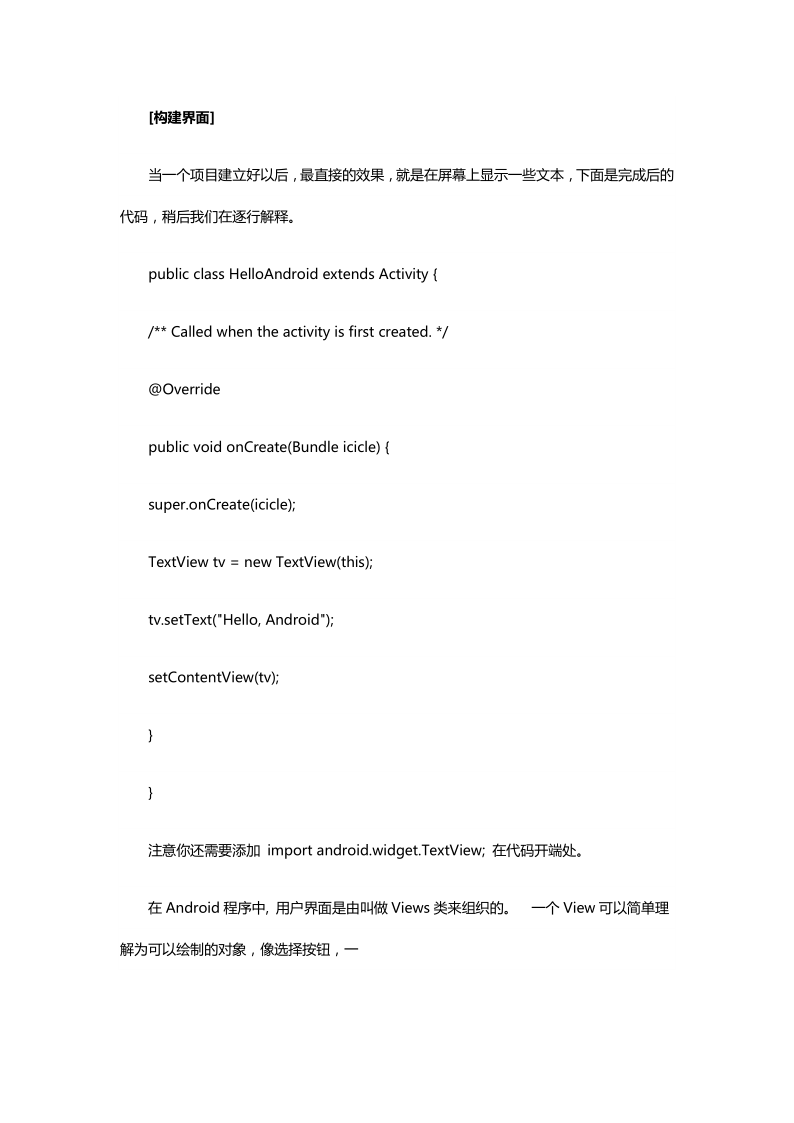 [构建界面]
当一个项目建立好以后，最直接的效果，就是在屏幕上显示一些文本，下面是完成后的
代码，稍后我们在逐行解释。
public class HelloAndroid extends Activity {
/** Called when the activity is first created. */
@Override
public void onCreate(Bundle icicle) {
super.onCreate(icicle);
TextView tv = new TextView(this);
tv.setText("Hello, Android");
setContentView(tv);
}
}
注意你还需要添加 import android.widget.TextView; 在代码开端处。
在 Android 程序中, 用户界面是由叫做 Views 类来组织的。 一个 View 可以简单理
解为可以绘制的对象，像选择按钮，一